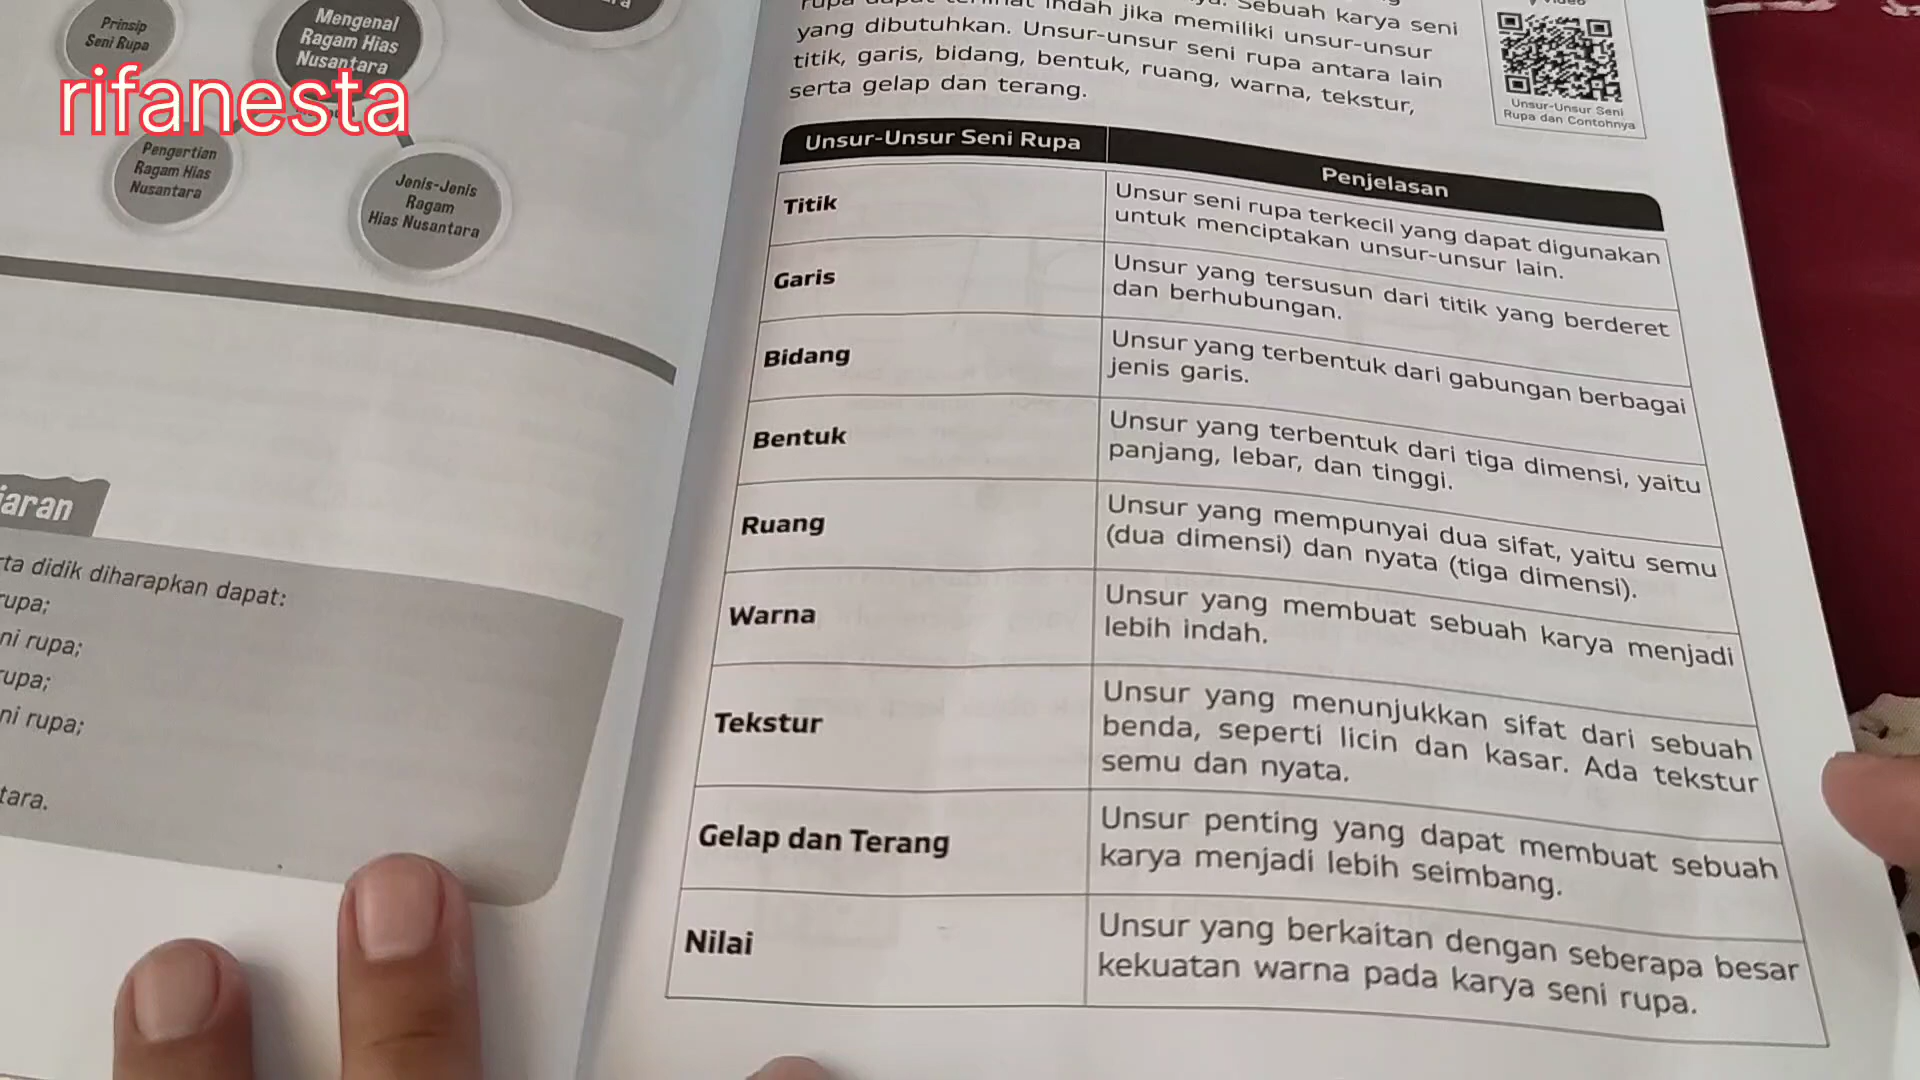 Prinsip
Seni Rupa
Mengenal
Ragam Hias
Nusantara
rifanesta
Pengertian
Ragam Hias
Nusantara
Jenis-Jenis
Ragam
Hias Nusantara
didik diharapkan dapat:
rupa;
rupa;
Sebuah karya seni
indah jika memiliki unsur-unsur
yang dibutuhkan. Unsur-unsur seni rupa antara lain
titik, garis, bidang, bentuk, ruang, warna, tekstur,
serta gelap dan terang.
Unsur-Unsur Seni
Rupa dan Contohnya
Unsur-Unsur Seni Rupa
Penjelasan
Titik
Unsur seni rupa terkecil yang dapat digunakan
untuk menciptakan unsur-unsur lain.
Garis
Unsur yang tersusun dari titik yang berderet
dan berhubungan.
Bidang
Unsur yang terbentuk dari gabungan berbagai
jenis garis.
Bentuk
Unsur yang terbentuk dari tiga dimensi, yaitu
panjang, lebar, dan tinggi.
Ruang
Unsur yang mempunyai dua sifat, yaitu semu
(dua dimensi) dan nyata (tiga dimensi).
Warna
Unsur yang membuat sebuah karya menjadi
lebih indah.
Tekstur
Unsur yang menunjukkan sifat dari sebuah
benda, seperti licin dan kasar. Ada tekstur
semu dan nyata.
Gelap dan Terang
Unsur penting yang dapat membuat sebuah
karya menjadi lebih seimbang.
Nilai
Unsur yang berkaitan dengan seberapa besar
kekuatan warna pada karya seni rupa.